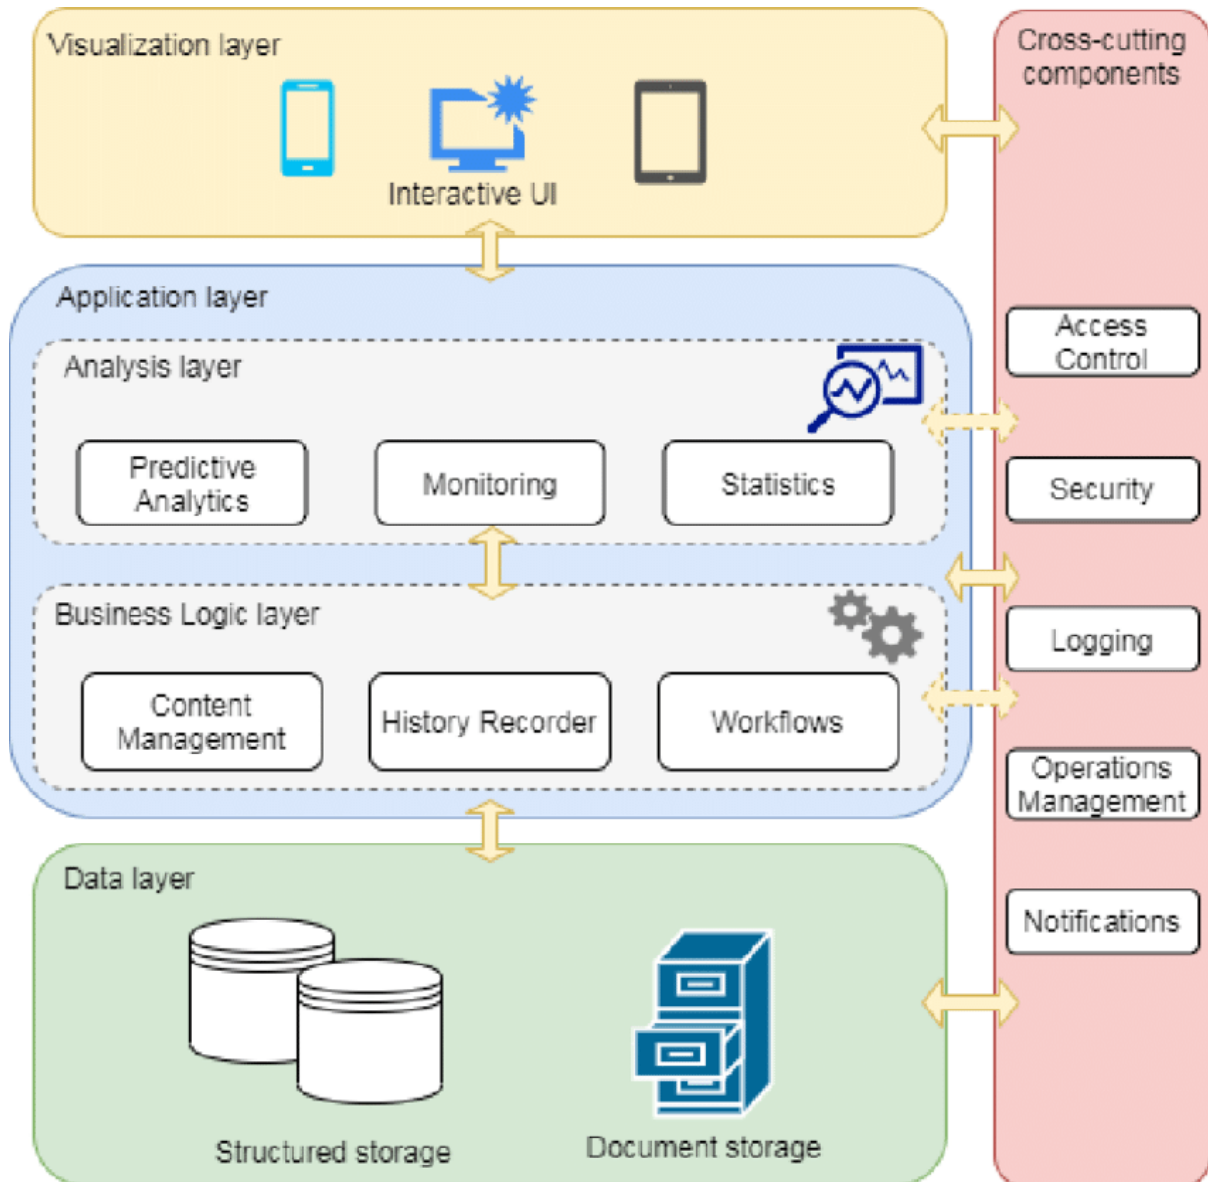 Visualization layer
Interactive UI
Application layer
Analysis layer
Predictive
Analytics
Monitoring
Statistics
Business Logic layer
Content
Management
History Recorder
Workflows
Data layer
Structured storage
Document storage
Cross-cutting
components
Access
Control
Security
Logging
Operations
Management
Notifications